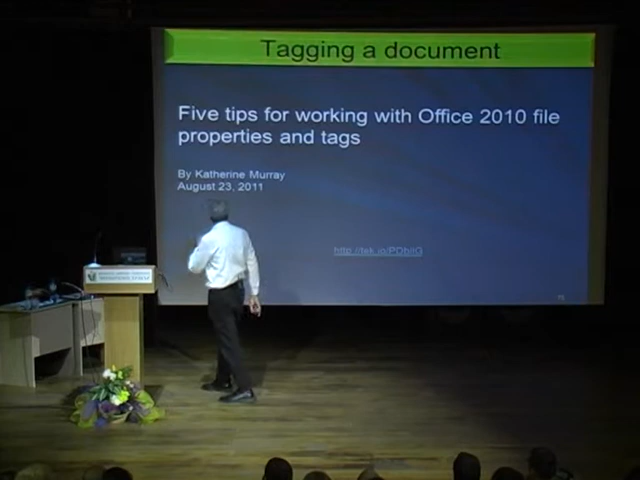 Tagging a document
Five tips for working with Office 2010 file
properties and tags
By Katherine Murray
August 23, 2011